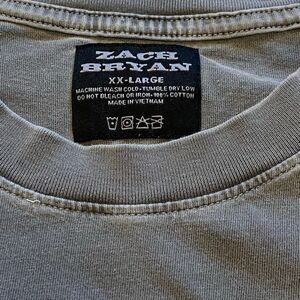 ZACH
BRYAN
XX-LARGE
MACHINE WASH COLD · TUMBLE DRY LOW
DO NOT BLEACH OR IRON · 100% COTTON
MADE IN VIETNAM